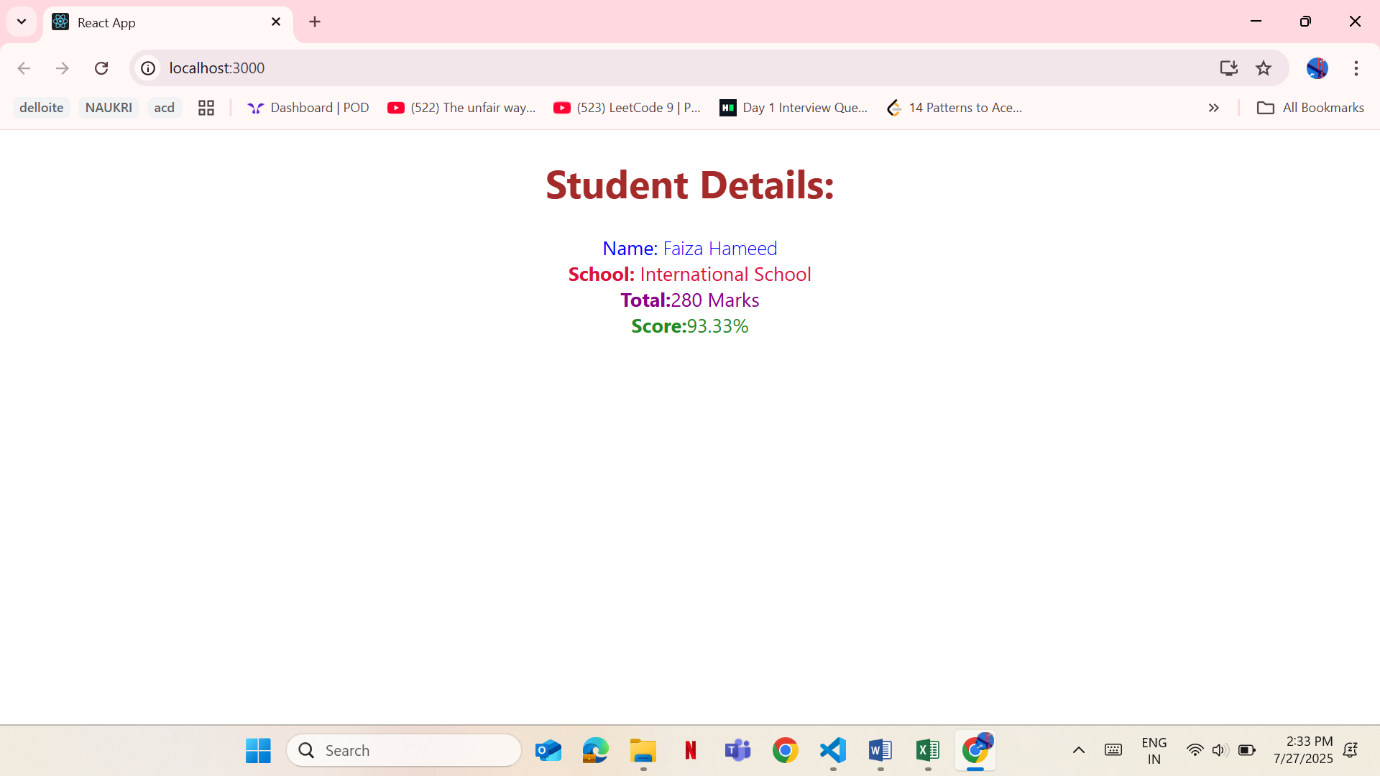 React App
localhost:3000
delloite NAUKRI acd Dashboard | POD (522) The unfair way... (523) LeetCode 9 | P... Day 1 Interview Que... 14 Patterns to Ace... » All Bookmarks
Student Details:
Name: Faiza Hameed
School: International School
Total:280 Marks
Score:93.33%
Search
ENG
IN
2:33 PM
7/27/2025